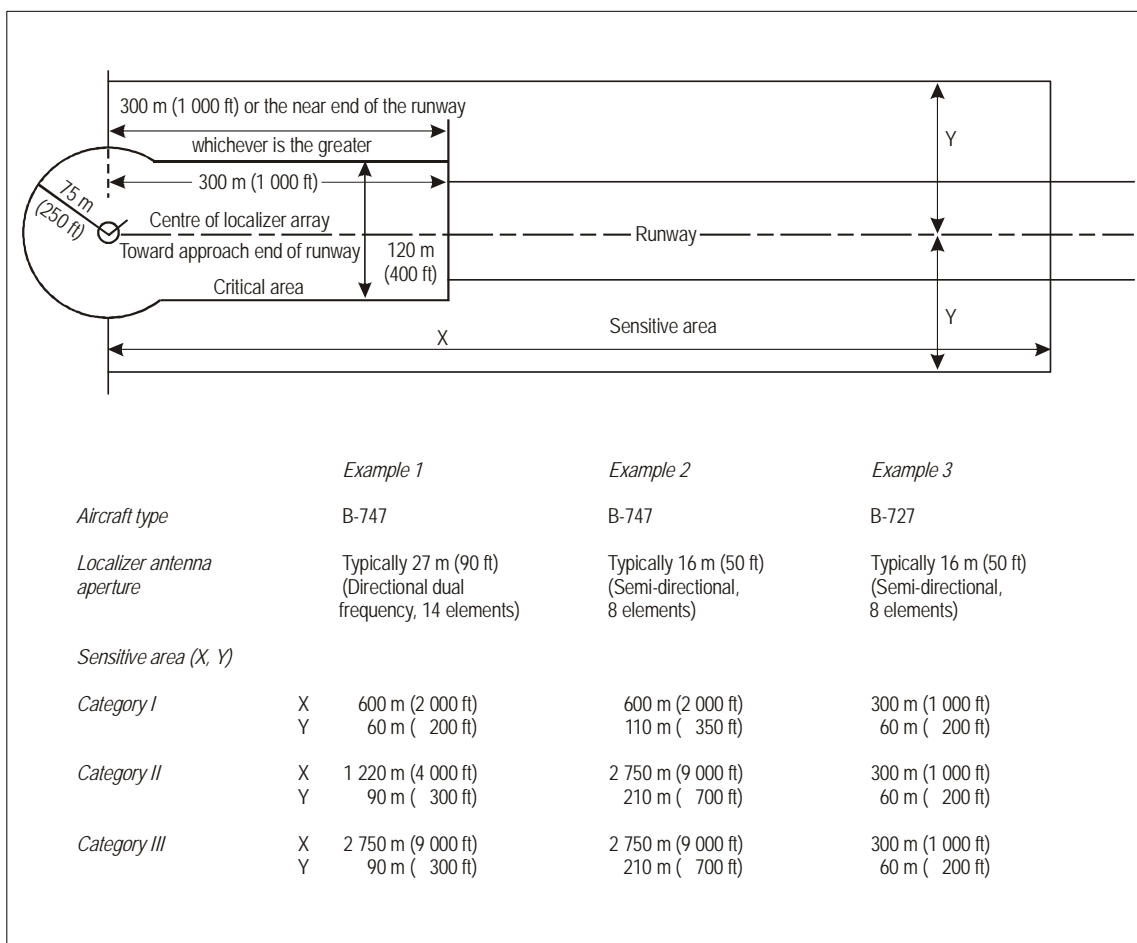 300 m (1 000 ft) or the near end of the runway
whichever is the greater
300 m (1 000 ft)
75 m
(250 ft)
Centre of localizer array
Toward approach end of runway
120 m
(400 ft)
Critical area
Runway
Y
Y
Sensitive area
X
Example 1 Example 2 Example 3
Aircraft type B-747 B-747 B-727
Localizer antenna Typically 27 m (90 ft) Typically 16 m (50 ft) Typically 16 m (50 ft)
aperture (Directional dual (Semi-directional, (Semi-directional,
frequency, 14 elements) 8 elements) 8 elements)
Sensitive area (X, Y)
Category I X 600 m (2 000 ft) 600 m (2 000 ft) 300 m (1 000 ft)
Y 60 m ( 200 ft) 110 m ( 350 ft) 60 m ( 200 ft)
Category II X 1 220 m (4 000 ft) 2 750 m (9 000 ft) 300 m (1 000 ft)
Y 90 m ( 300 ft) 210 m ( 700 ft) 60 m ( 200 ft)
Category III X 2 750 m (9 000 ft) 2 750 m (9 000 ft) 300 m (1 000 ft)
Y 90 m ( 300 ft) 210 m ( 700 ft) 60 m ( 200 ft)